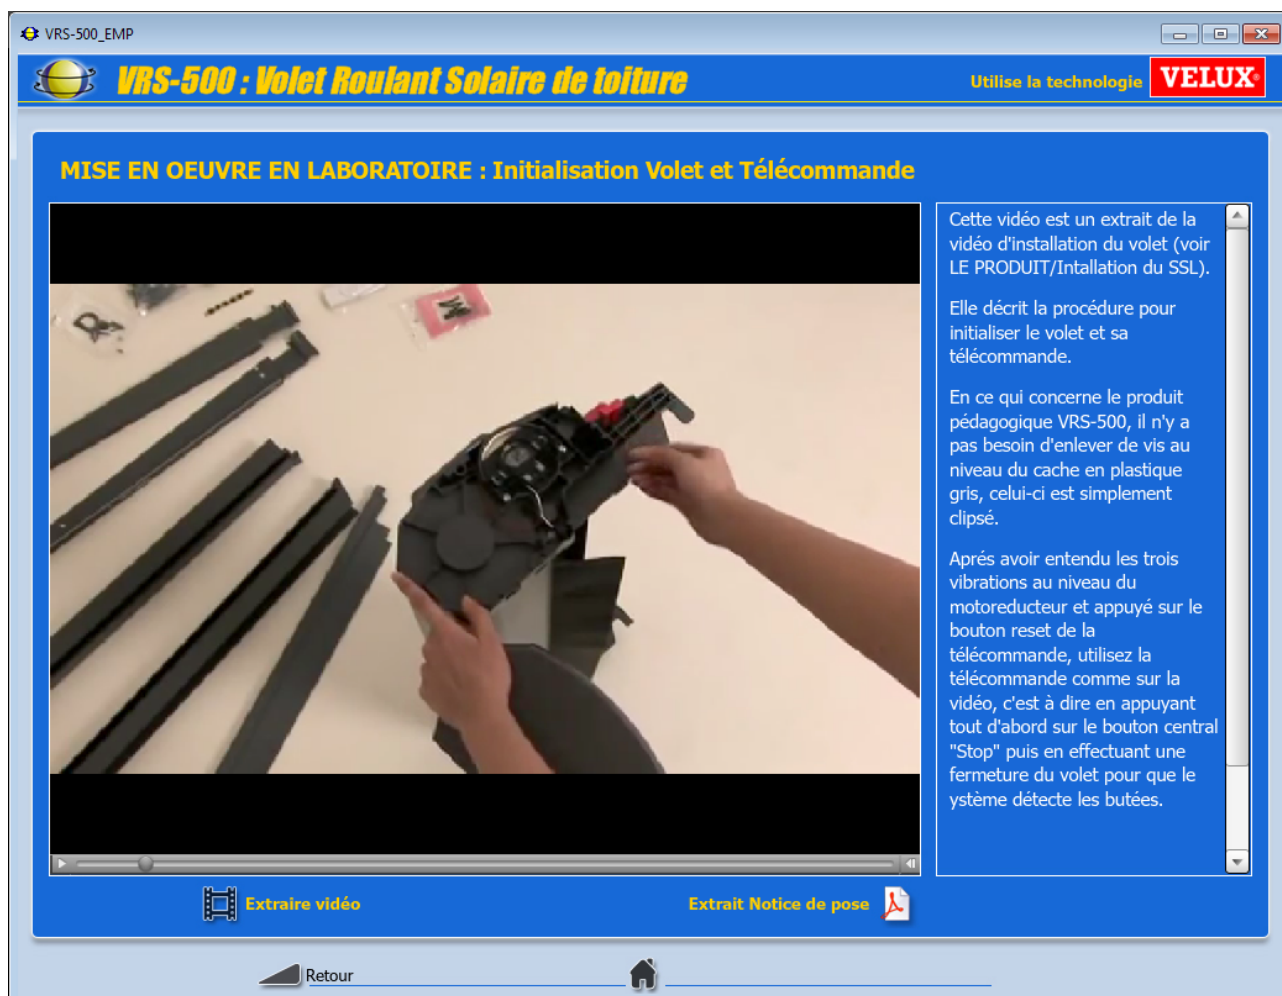 VRS-500_EMP
VRS-500 : Volet Roulant Solaire de toiture
Utilise la technologie
VELUX®
MISE EN OEUVRE EN LABORATOIRE : Initialisation Volet et Télécommande
Cette vidéo est un extrait de la
vidéo d'installation du volet (voir
LE PRODUIT/Intallation du SSL).
Elle décrit la procédure pour
initialiser le volet et sa
télécommande.
En ce qui concerne le produit
pédagogique VRS-500, il n'y a
pas besoin d'enlever de vis au
niveau du cache en plastique
gris, celui-ci est simplement
clipsé.
Aprés avoir entendu les trois
vibrations au niveau du
motoreducteur et appuyé sur le
bouton reset de la
télécommande, utilisez la
télécommande comme sur la
vidéo, c'est à dire en appuyant
tout d'abord sur le bouton central
"Stop" puis en effectuant une
fermeture du volet pour que le
ystème détecte les butées.
Extraire vidéo
Extrait Notice de pose
Retour